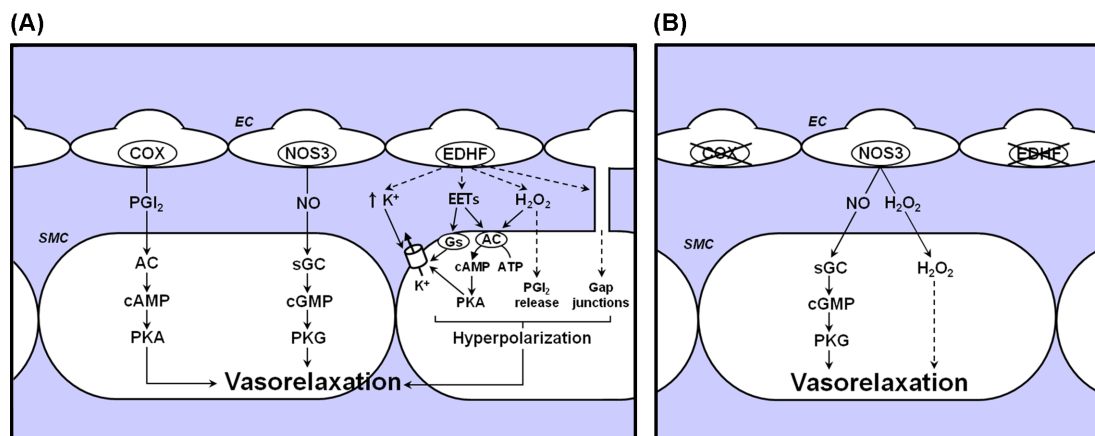 (A)
EC
COX
NOS3
EDHF
PGI₂
NO
↑ K⁺
EETs
H₂O₂
SMC
Gs
AC
AC
sGC
cAMP
ATP
K⁺
cAMP
cGMP
PKA
PGI₂
release
Gap
junctions
PKA
PKG
Hyperpolarization
Vasorelaxation
(B)
EC
COX
NOS3
EDHF
NO
H₂O₂
SMC
sGC
H₂O₂
cGMP
PKG
Vasorelaxation